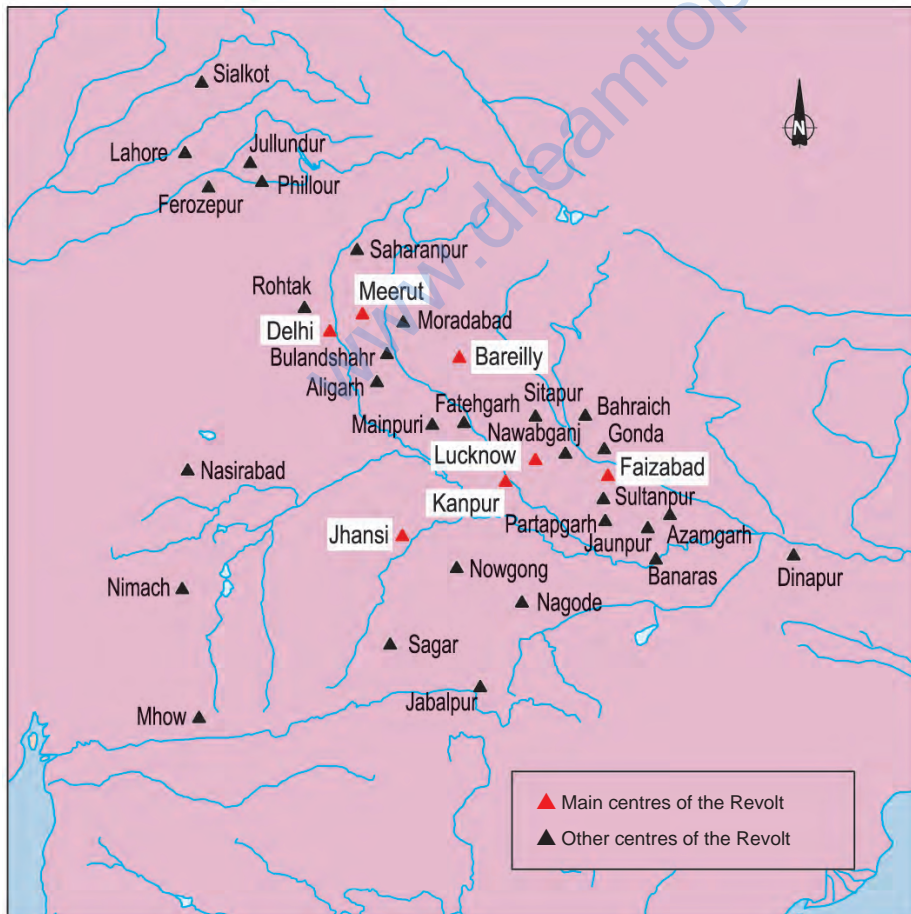 www.dreamtop
Sialkot
N
Lahore
Jullundur
Phillour
Ferozepur
Saharanpur
Rohtak
Meerut
Delhi
Moradabad
Bulandshahr
Bareilly
Aligarh
Sitapur
Fatehgarh
Bahraich
Mainpuri
Nawabganj
Gonda
Lucknow
Faizabad
Nasirabad
Kanpur
Sultanpur
Partapgarh
Azamgarh
Jhansi
Jaunpur
Banaras
Dinapur
Nowgong
Nimach
Nagode
Sagar
Jabalpur
Mhow
Main centres of the Revolt
Other centres of the Revolt